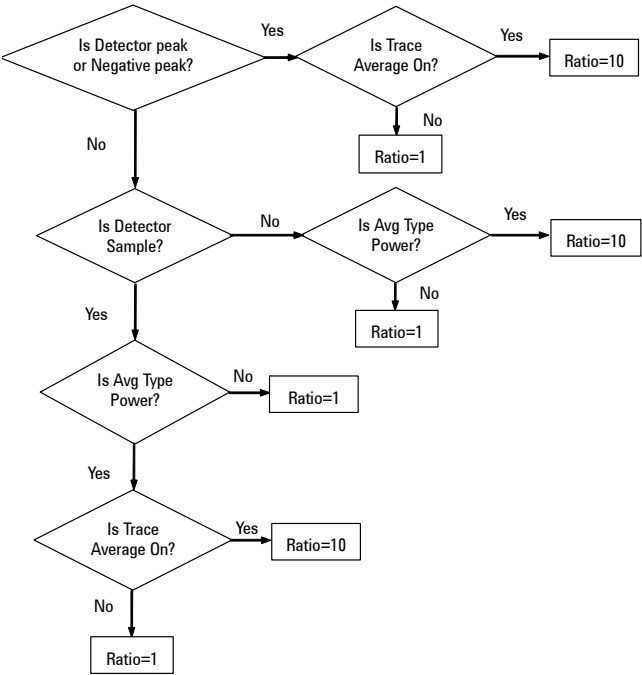 Is Detector peak
or Negative peak?
Yes
Is Trace
Average On?
Yes
Ratio=10
No
Ratio=1
No
Is Detector
Sample?
No
Is Avg Type
Power?
Yes
Ratio=10
No
Ratio=1
Yes
Is Avg Type
Power?
No
Ratio=1
Yes
Is Trace
Average On?
Yes
Ratio=10
No
Ratio=1